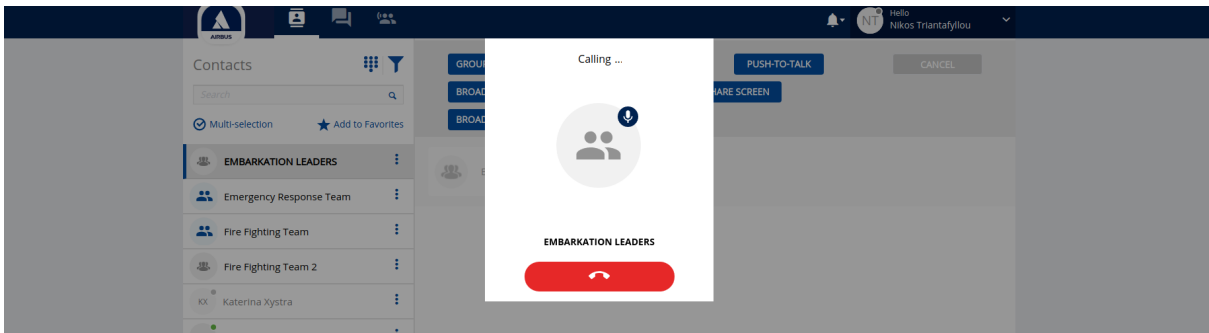 AIRBUS
NT
Hello
Nikos Triantafyllou
Contacts
Search
Multi-selection
Add to Favorites
EMBARKATION LEADERS
Emergency Response Team
Fire Fighting Team
Fire Fighting Team 2
KX
Katerina Xystra
GROU
PUSH-TO-TALK
CANCEL
BROAD
HARE SCREEN
BROAD
E
Calling ...
EMBARKATION LEADERS